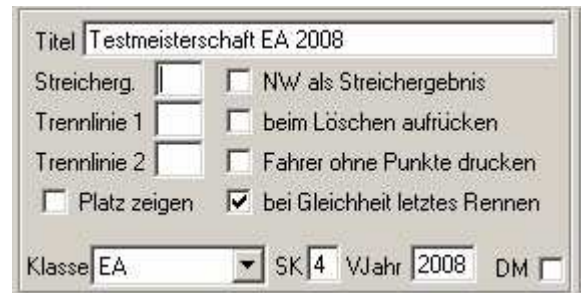 Titel Testmeisterschaft EA 2008
Streicherg. NW als Streichergebnis
Trennlinie 1 beim Löschen aufrücken
Trennlinie 2 Fahrer ohne Punkte drucken
Platz zeigen bei Gleichheit letztes Rennen
Klasse EA SK 4 VJahr 2008 DM